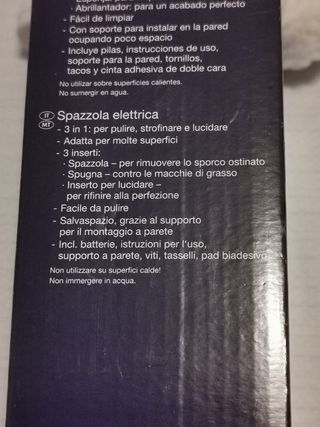 · Abrillantador: para un acabado perfecto
- Fácil de limpiar
- Con soporte para instalar en la pared
ocupando poco espacio
- Incluye pilas, instrucciones de uso,
soporte para la pared, tornillos,
tacos y cinta adhesiva de doble cara
No utilizar sobre superficies calientes.
No sumergir en agua.
IT Spazzola elettrica
MT - 3 in 1: per pulire, strofinare e lucidare
- Adatta per molte superfici
- 3 inserti:
· Spazzola – per rimuovere lo sporco ostinato
· Spugna – contro le macchie di grasso
· Inserto per lucidare –
per rifinire alla perfezione
- Facile da pulire
- Salvaspazio, grazie al supporto
per il montaggio a parete
- Incl. batterie, istruzioni per l'uso,
supporto a parete, viti, tasselli, pad biadesivo
Non utilizzare su superfici calde!
Non immergere in acqua.